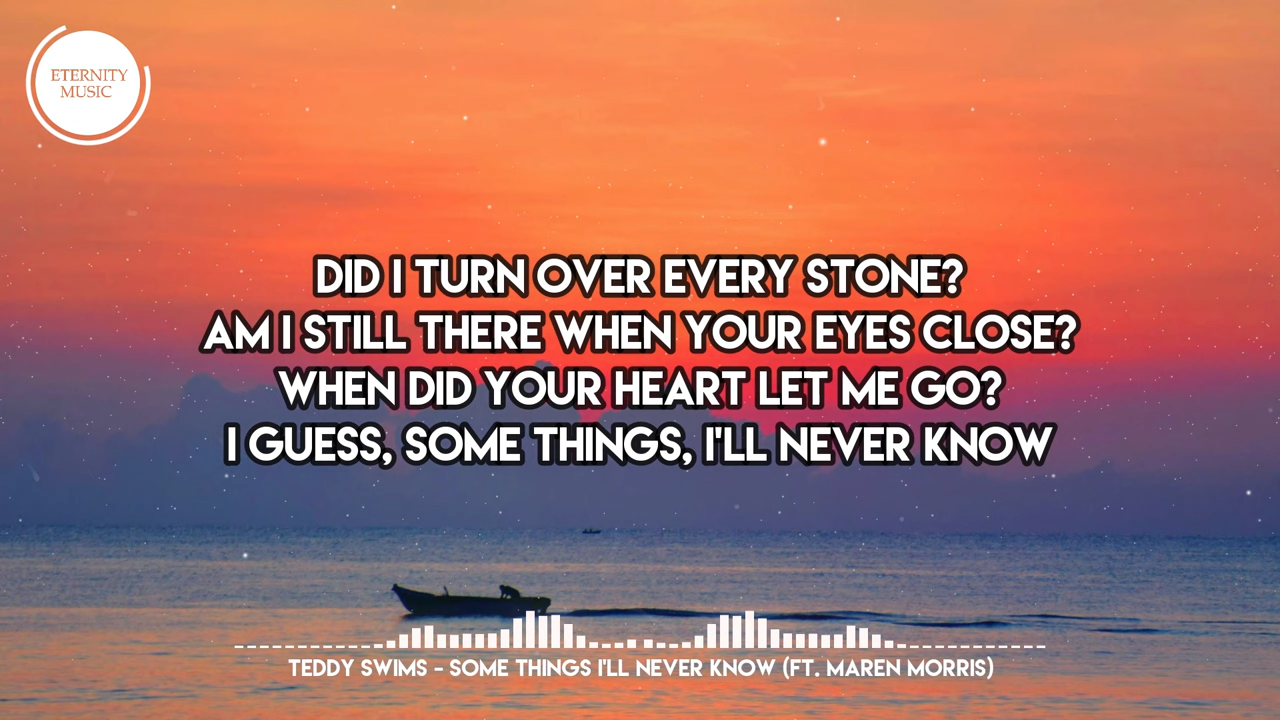 ETERNITY
MUSIC
DID I TURN OVER EVERY STONE?
AM I STILL THERE WHEN YOUR EYES CLOSE?
WHEN DID YOUR HEART LET ME GO?
I GUESS, SOME THINGS, I'LL NEVER KNOW
TEDDY SWIMS - SOME THINGS I'LL NEVER KNOW (FT. MAREN MORRIS)